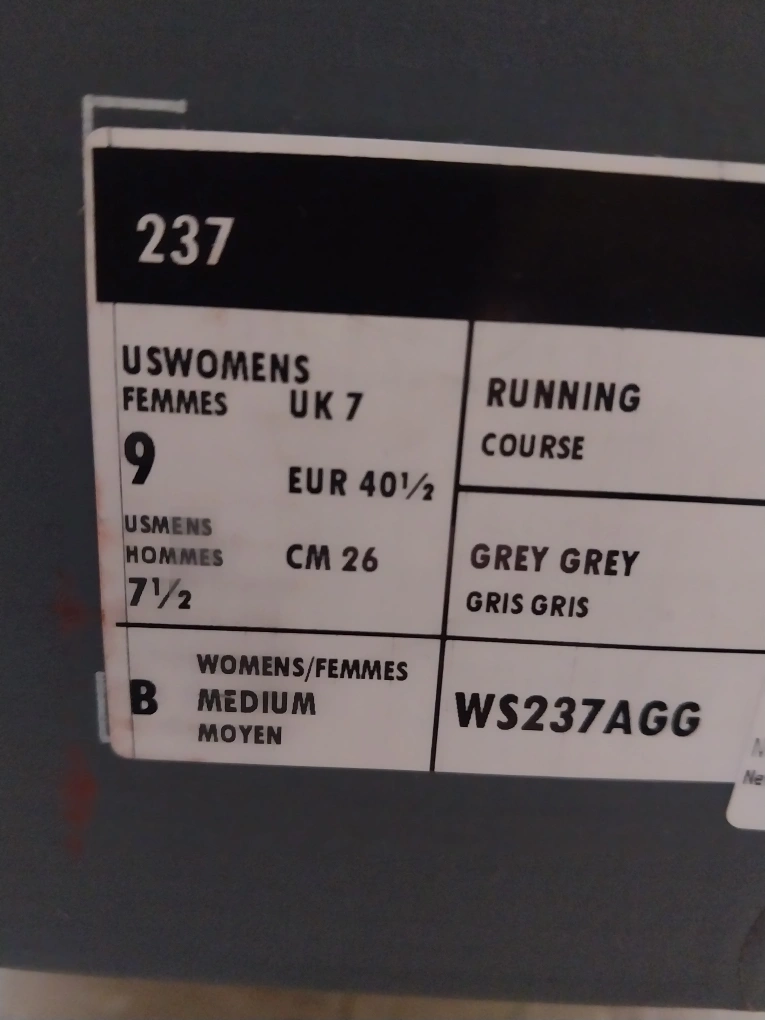 237
USWOMENS
FEMMES
9
UK 7
EUR 40½
USMENS
HOMMES
7½
CM 26
RUNNING
COURSE
GREY GREY
GRIS GRIS
B
WOMENS/FEMMES
MEDIUM
MOYEN
WS237AGG